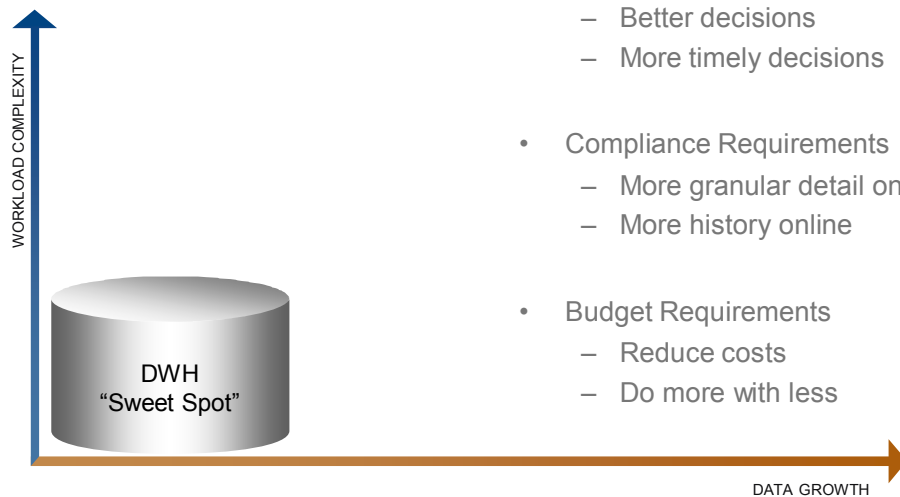 – Better decisions
– More timely decisions
WORKLOAD COMPLEXITY
• Compliance Requirements
– More granular detail on
– More history online
• Budget Requirements
– Reduce costs
– Do more with less
DWH
“Sweet Spot”
DATA GROWTH